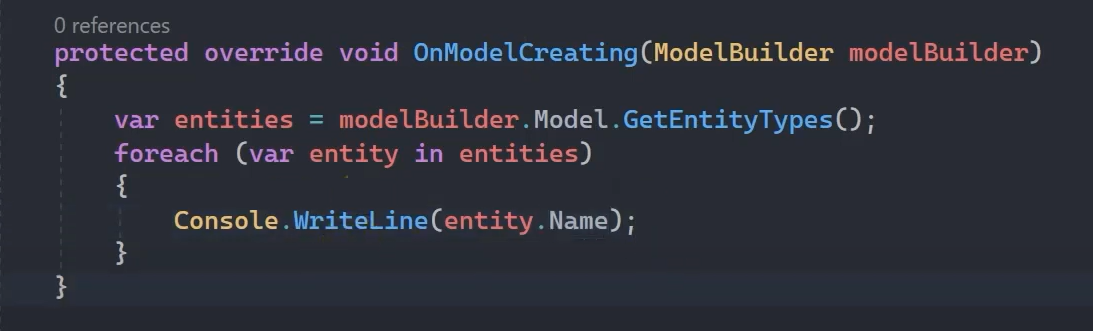 0 references
protected override void OnModelCreating(ModelBuilder modelBuilder)
{
var entities = modelBuilder.Model.GetEntityTypes();
foreach (var entity in entities)
{
Console.WriteLine(entity.Name);
}
}